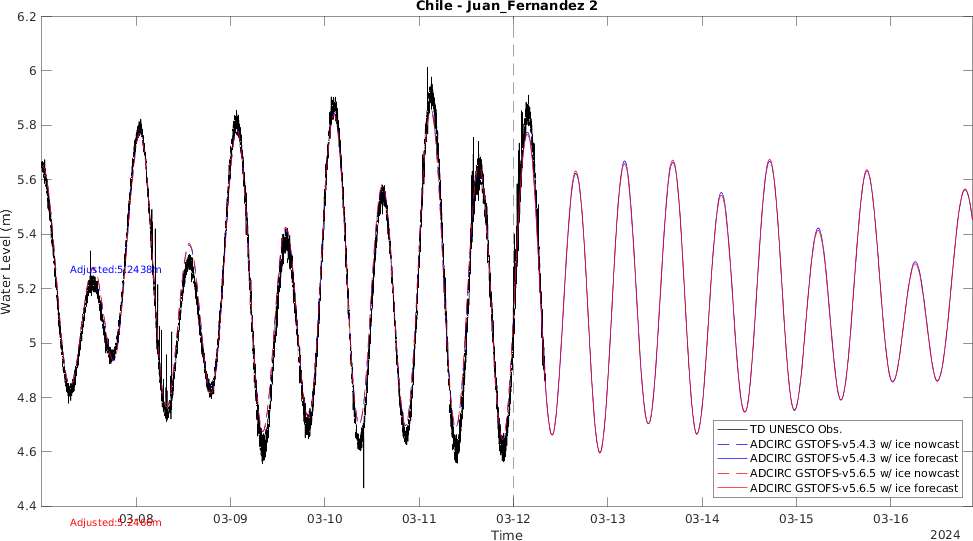 Chile - Juan_Fernandez 2
6.2
6
5.8
5.6
5.4
5.2
5
4.8
4.6
4.4
Water Level (m)
Adjusted:5.2438m
Adjusted:5.2466m
TD UNESCO Obs.
ADCIRC GSTOFS-v5.4.3 w/ ice nowcast
ADCIRC GSTOFS-v5.4.3 w/ ice forecast
ADCIRC GSTOFS-v5.6.5 w/ ice nowcast
ADCIRC GSTOFS-v5.6.5 w/ ice forecast
03-08 03-09 03-10 03-11 03-12 03-13 03-14 03-15 03-16
Time
2024